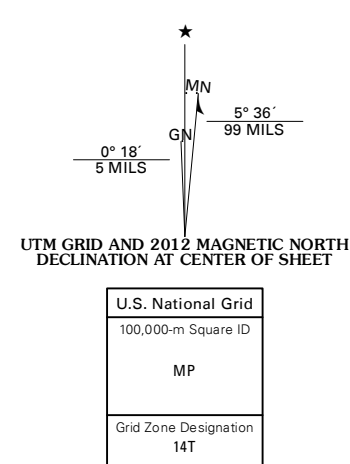 ★
MN
GN
5° 36´
99 MILS
0° 18´
5 MILS
UTM GRID AND 2012 MAGNETIC NORTH
DECLINATION AT CENTER OF SHEET
U.S. National Grid
100,000-m Square ID
MP
Grid Zone Designation
14T